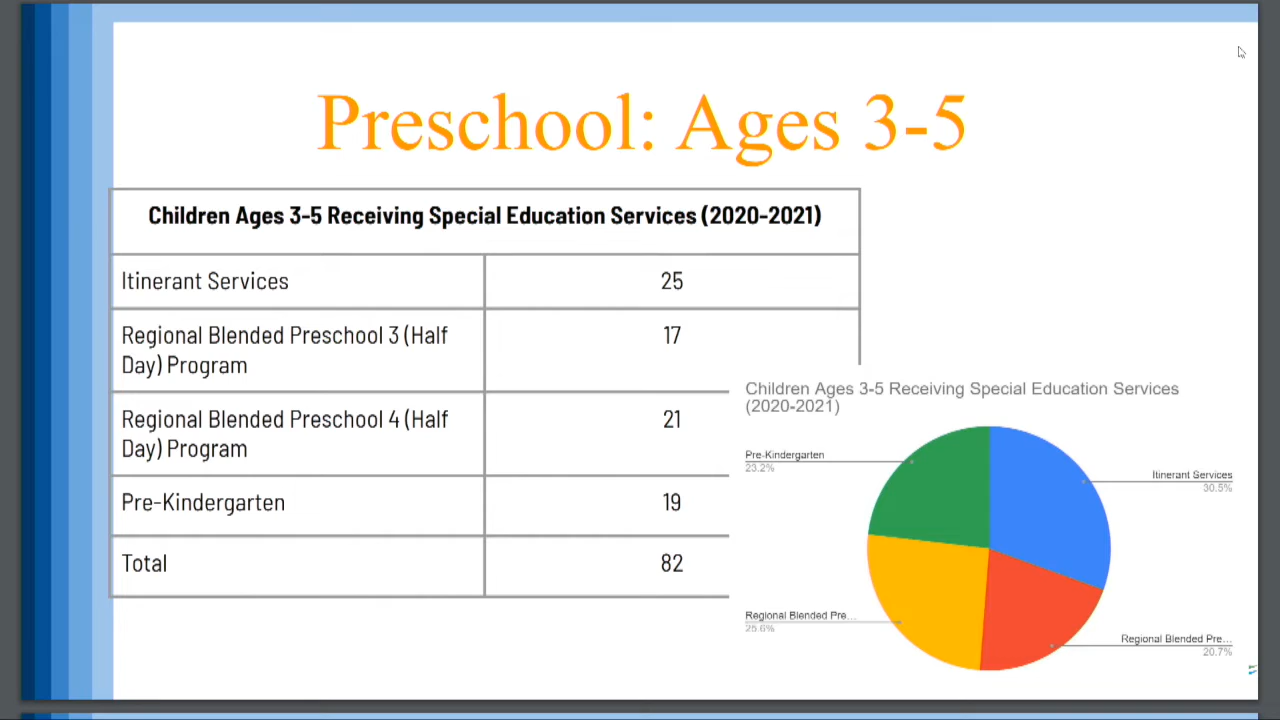 Preschool: Ages 3-5
Children Ages 3-5 Receiving Special Education Services (2020-2021)
Itinerant Services 25
Regional Blended Preschool 3 (Half
Day) Program
17
Regional Blended Preschool 4 (Half
Day) Program
21
Pre-Kindergarten 19
Total 82
Children Ages 3-5 Receiving Special Education Services
(2020-2021)
Pre-Kindergarten
23.2%
Itinerant Services
30.5%
Regional Blended Pre...
25.6%
Regional Blended Pre...
20.7%